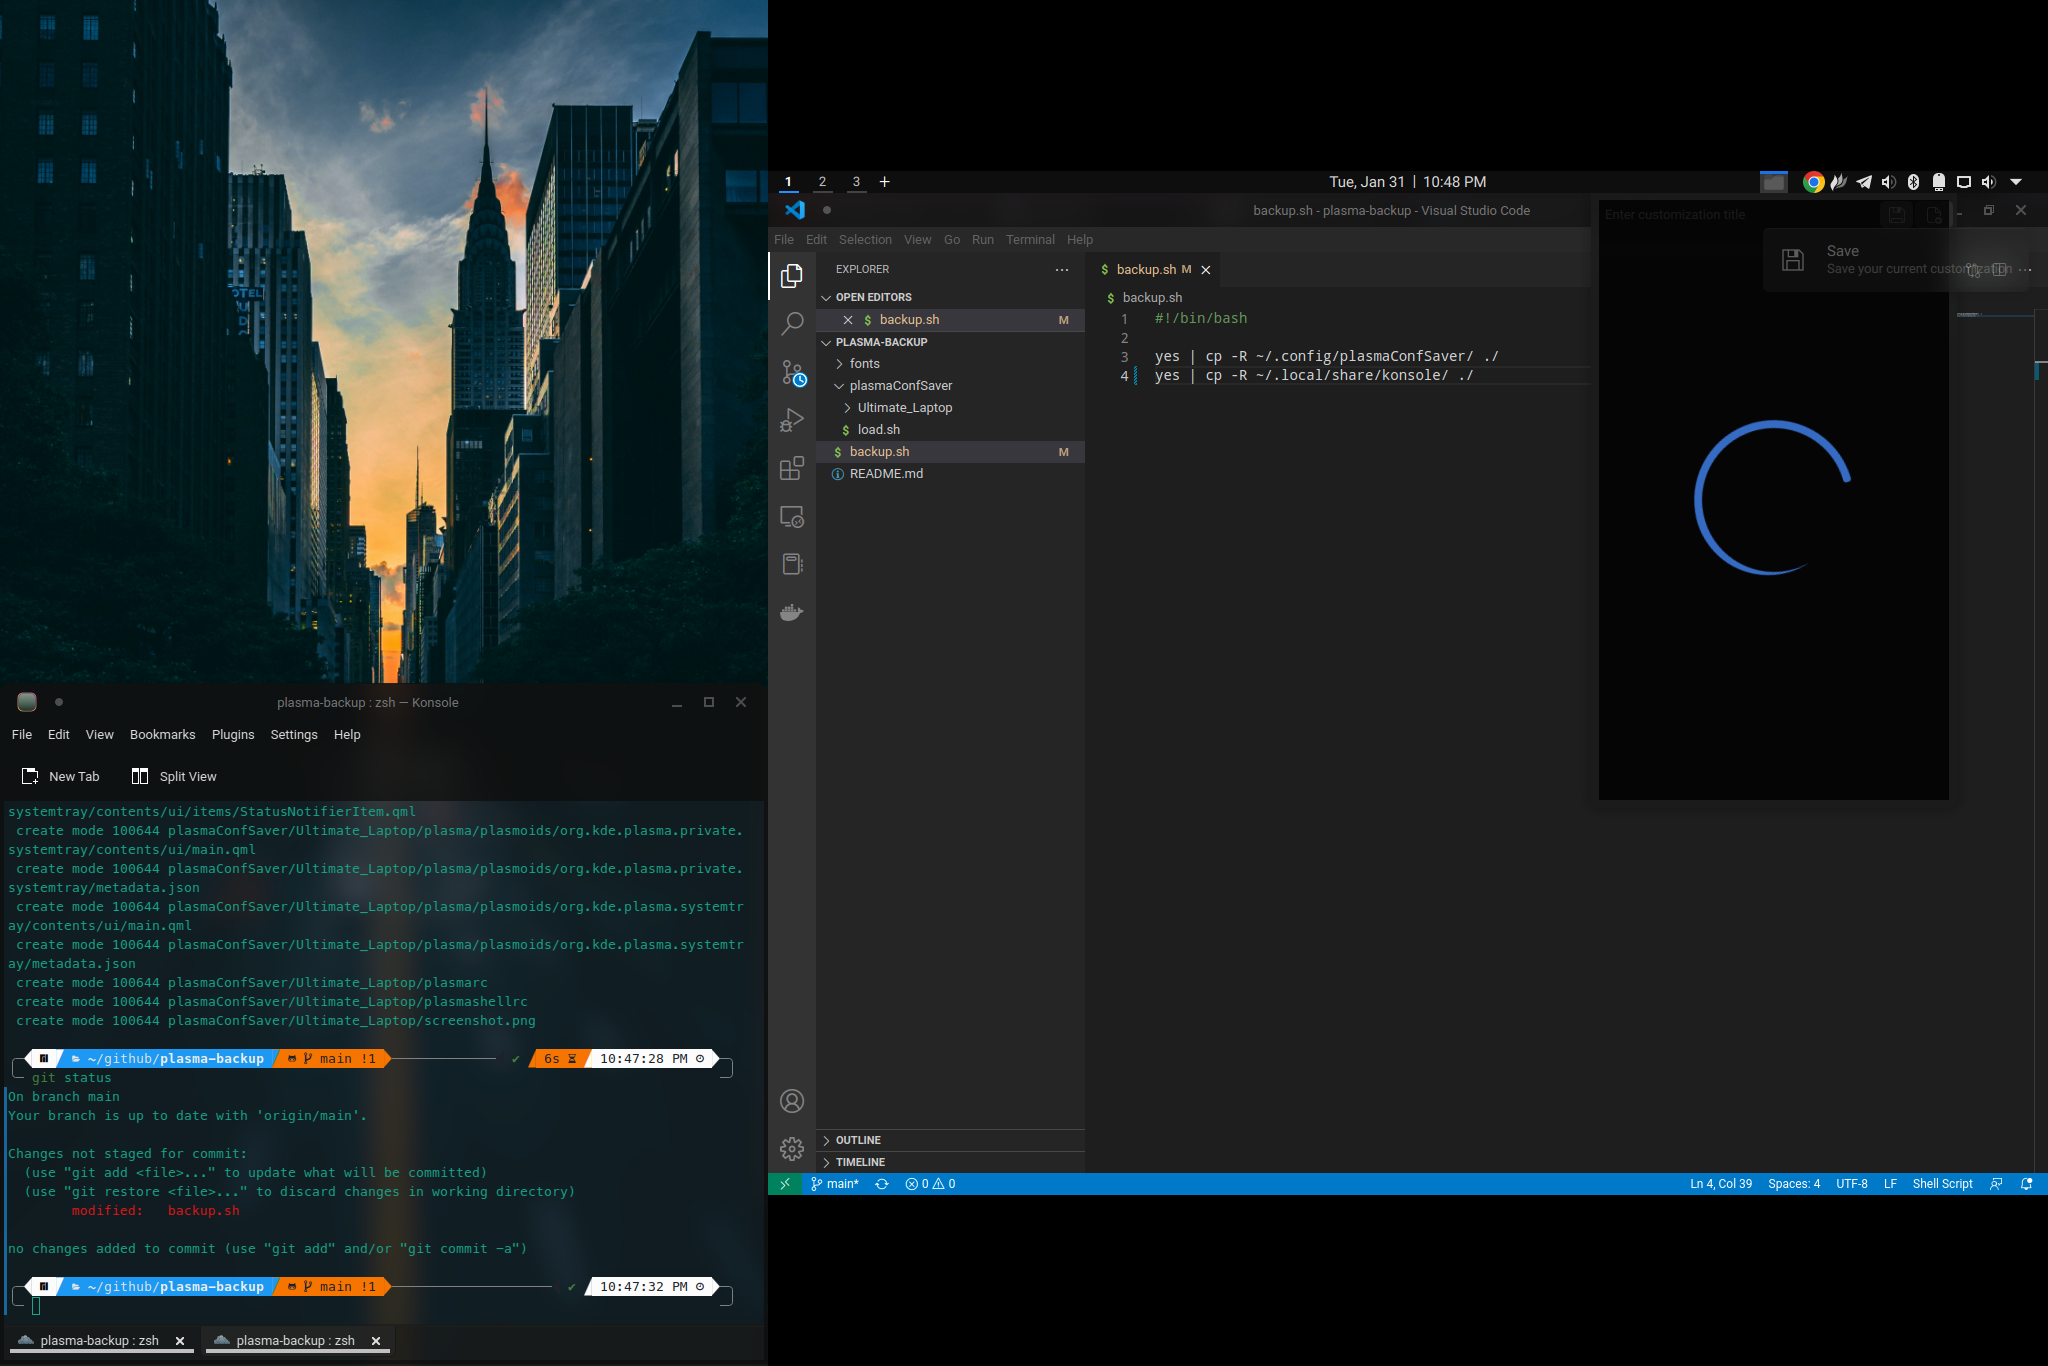 OTEL
plasma-backup : zsh — Konsole
File Edit View Bookmarks Plugins Settings Help
New Tab Split View
systemtray/contents/ui/items/StatusNotifierItem.qml
create mode 100644 plasmaConfSaver/Ultimate_Laptop/plasma/plasmoids/org.kde.plasma.private.
systemtray/contents/ui/main.qml
create mode 100644 plasmaConfSaver/Ultimate_Laptop/plasma/plasmoids/org.kde.plasma.private.
systemtray/metadata.json
create mode 100644 plasmaConfSaver/Ultimate_Laptop/plasma/plasmoids/org.kde.plasma.systemtr
ay/contents/ui/main.qml
create mode 100644 plasmaConfSaver/Ultimate_Laptop/plasma/plasmoids/org.kde.plasma.systemtr
ay/metadata.json
create mode 100644 plasmaConfSaver/Ultimate_Laptop/plasmarc
create mode 100644 plasmaConfSaver/Ultimate_Laptop/plasmashellrc
create mode 100644 plasmaConfSaver/Ultimate_Laptop/screenshot.png
~/github/plasma-backup main !1 ✔ 6s 10:47:28 PM
git status
On branch main
Your branch is up to date with 'origin/main'.
Changes not staged for commit:
(use "git add <file>..." to update what will be committed)
(use "git restore <file>..." to discard changes in working directory)
modified: backup.sh
no changes added to commit (use "git add" and/or "git commit -a")
~/github/plasma-backup main !1 ✔ 10:47:32 PM
plasma-backup : zsh plasma-backup : zsh
1 2 3 + Tue, Jan 31 | 10:48 PM
backup.sh - plasma-backup - Visual Studio Code
File Edit Selection View Go Run Terminal Help
EXPLORER ...
OPEN EDITORS
$ backup.sh M
PLASMA-BACKUP
fonts
plasmaConfSaver
Ultimate_Laptop
$ load.sh
$ backup.sh M
README.md
OUTLINE
TIMELINE
$ backup.sh M
$ backup.sh
1 #!/bin/bash
2
3 yes | cp -R ~/.config/plasmaConfSaver/ ./
4 yes | cp -R ~/.local/share/konsole/ ./
Enter customization title
Save
Save your current customization
main* 0 0 Ln 4, Col 39 Spaces: 4 UTF-8 LF Shell Script